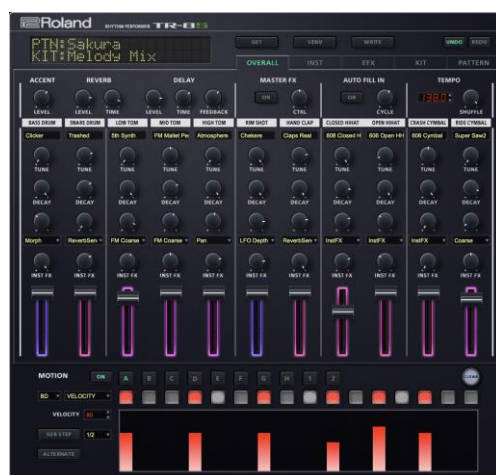 Roland RHYTHM PERFORMER TR-8S
PTN:Sakura
KIT:Melody Mix
GET SEND WRITE UNDO REDO
OVERALL INST EFX KIT PATTERN
ACCENT REVERB DELAY MASTER FX AUTO FILL IN TEMPO
ON ON
LEVEL LEVEL TIME LEVEL TIME FEEDBACK CTRL CYCLE SHUFFLE
BASS DRUM SNARE DRUM LOW TOM MID TOM HIGH TOM RIM SHOT HAND CLAP CLOSED HIHAT OPEN HIHAT CRASH CYMBAL RIDE CYMBAL
Clicker Trashed 5th Synth FM Mallet Pe Atmosphere Chekere Claps Real 808 Closed H 606 Open HH 606 Cymbal Super Saw2
TUNE TUNE TUNE TUNE TUNE TUNE TUNE TUNE TUNE TUNE TUNE
DECAY DECAY DECAY DECAY DECAY DECAY DECAY DECAY DECAY DECAY DECAY
Morph ReverbSen FM Coarse FM Coarse Pan LFO Depth ReverbSen InstFX InstFX InstFX Coarse
INST FX INST FX INST FX INST FX INST FX INST FX INST FX INST FX INST FX INST FX INST FX
MOTION ON A B C D E F G H 1 2 CLEAR
BD VELOCITY
VELOCITY 80
SUB STEP 1/2
ALTERNATE